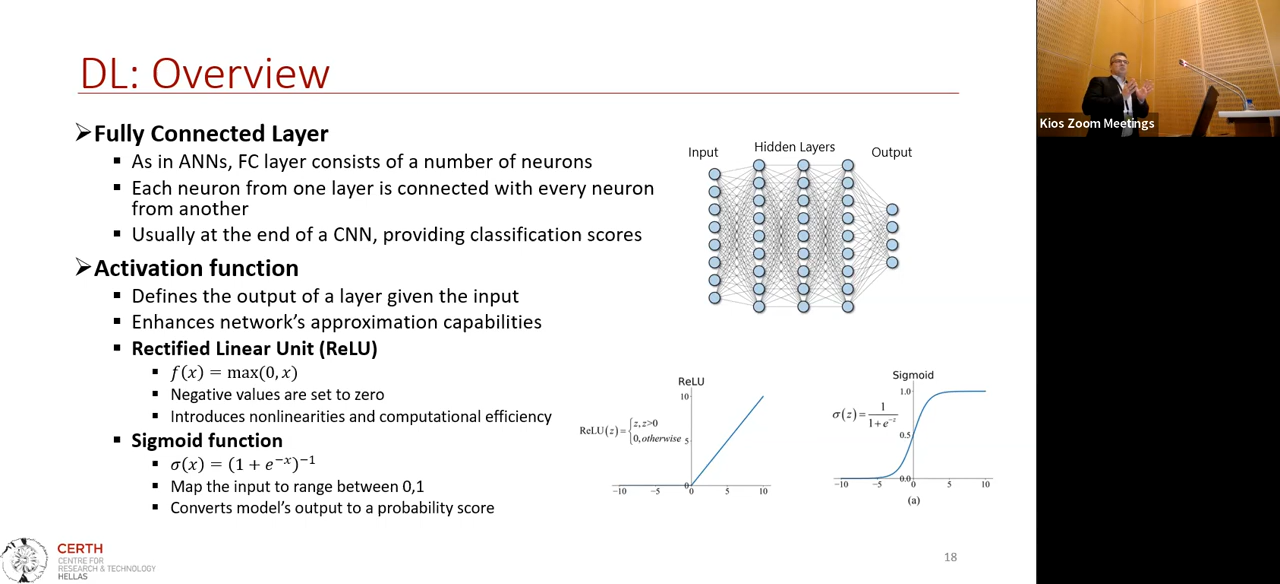 DL: Overview
➢Fully Connected Layer
▪ As in ANNs, FC layer consists of a number of neurons
▪ Each neuron from one layer is connected with every neuron
from another
▪ Usually at the end of a CNN, providing classification scores
➢Activation function
▪ Defines the output of a layer given the input
▪ Enhances network's approximation capabilities
▪ Rectified Linear Unit (ReLU)
▪ f(x) = max(0, x)
▪ Negative values are set to zero
▪ Introduces nonlinearities and computational efficiency
▪ Sigmoid function
▪ σ(x) = (1 + e^{−x})^{−1}
▪ Map the input to range between 0,1
▪ Converts model's output to a probability score
Input
Hidden Layers
Output
ReLU
10
ReLU(z) = { z, z>0
0, otherwise
5
0
−10 −5 0 5 10
Sigmoid
1.0
σ(z) = 1 / (1 + e^{−z})
0.5
0.0
−10 −5 0 5 10
(a)
CERTH
CENTRE FOR
RESEARCH & TECHNOLOGY
HELLAS
18
Kios Zoom Meetings